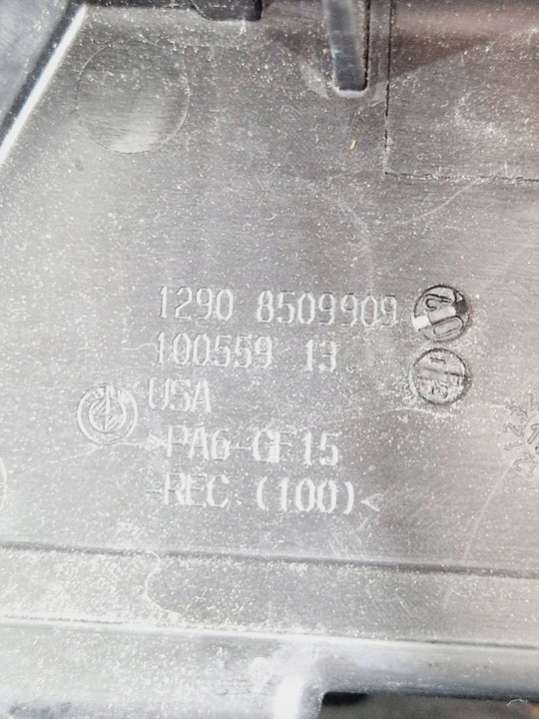 1290 8509909
100559 13
USA
>PA6-GF15
-REC.(100)<